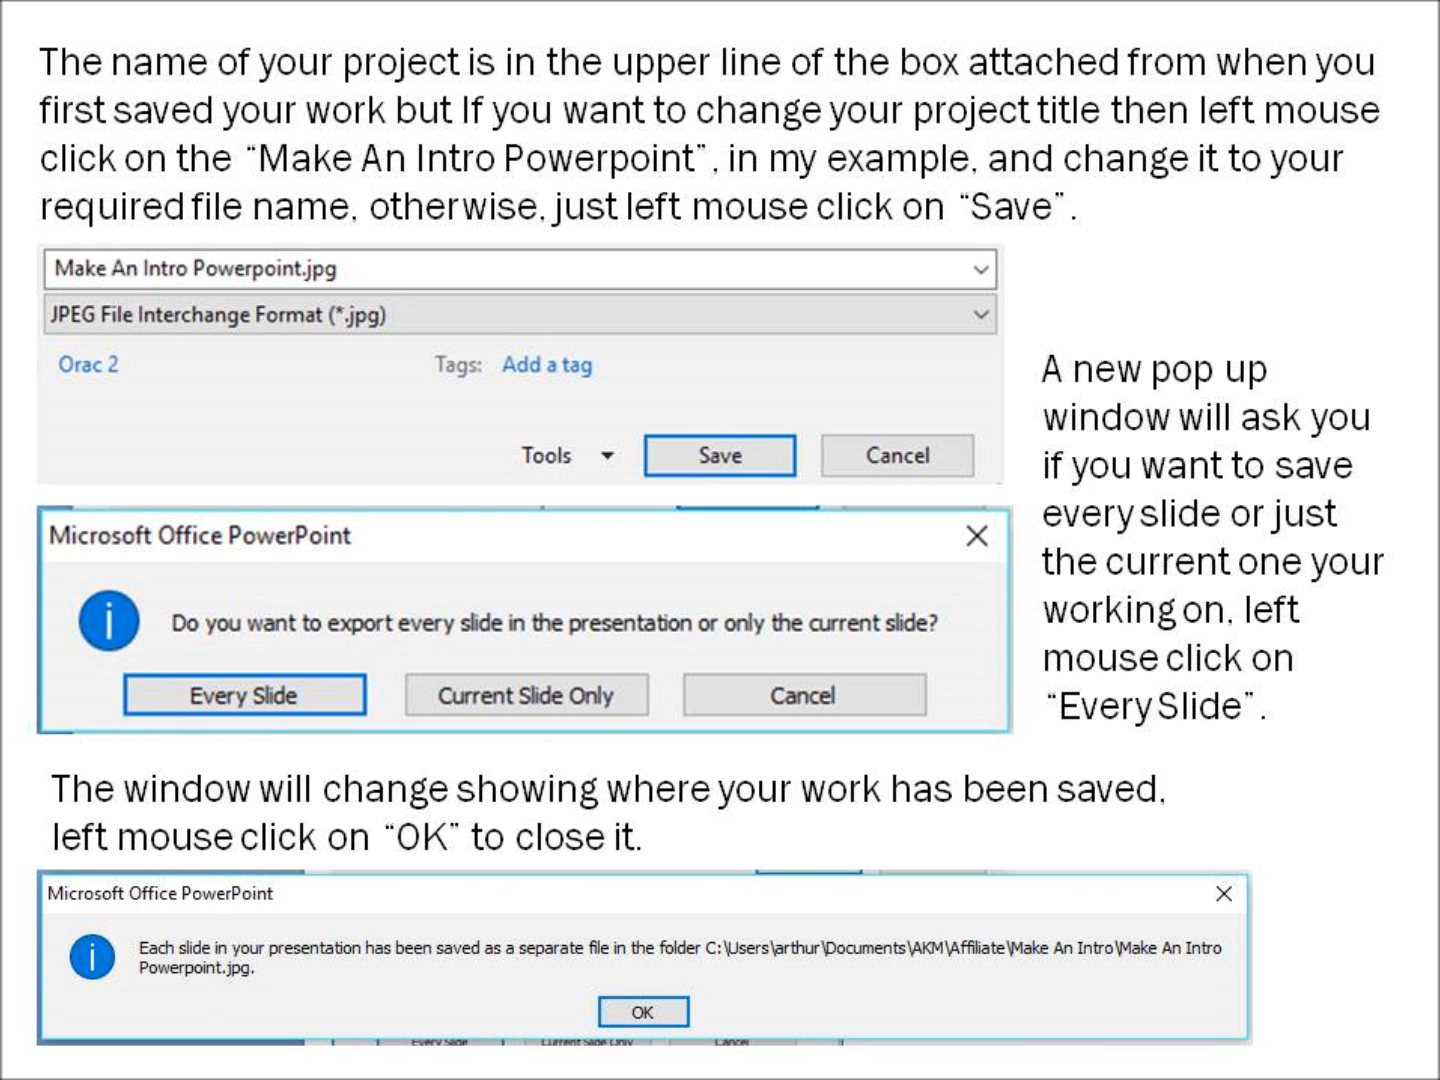 The name of your project is in the upper line of the box attached from when you
first saved your work but If you want to change your project title then left mouse
click on the “Make An Intro Powerpoint”, in my example, and change it to your
required file name, otherwise, just left mouse click on “Save”.
Make An Intro Powerpoint.jpg
JPEG File Interchange Format (*.jpg)
Orac 2 Tags: Add a tag
Tools Save Cancel
A new pop up
window will ask you
if you want to save
every slide or just
the current one your
working on, left
mouse click on
“Every Slide”.
Microsoft Office PowerPoint
Do you want to export every slide in the presentation or only the current slide?
Every Slide Current Slide Only Cancel
The window will change showing where your work has been saved,
left mouse click on “OK” to close it.
Microsoft Office PowerPoint
Each slide in your presentation has been saved as a separate file in the folder C:\Users\arthur\Documents\AKM\Affiliate\Make An Intro\Make An Intro
Powerpoint.jpg.
OK
Every Slide Current Slide Only Cancel